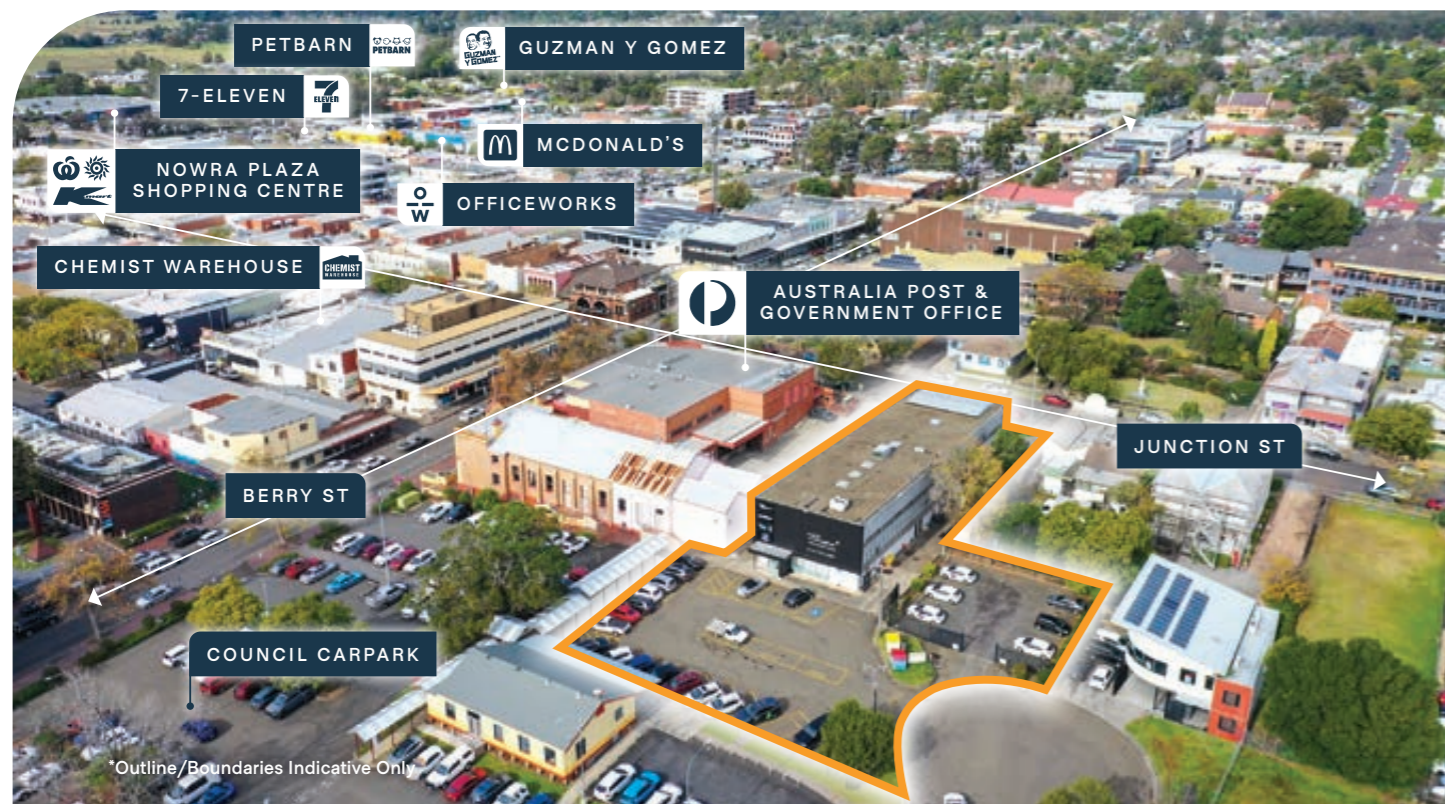 PETBARN
PETBARN
GUZMAN
Y GOMEZ
GUZMAN Y GOMEZ
7-ELEVEN
7
ELEVEn
MCDONALD'S
NOWRA PLAZA
SHOPPING CENTRE
Kmart
OFFICEWORKS
O
W
CHEMIST WAREHOUSE
CHEMIST
WAREHOUSE
AUSTRALIA POST &
GOVERNMENT OFFICE
JUNCTION ST
BERRY ST
COUNCIL CARPARK
*Outline/Boundaries Indicative Only